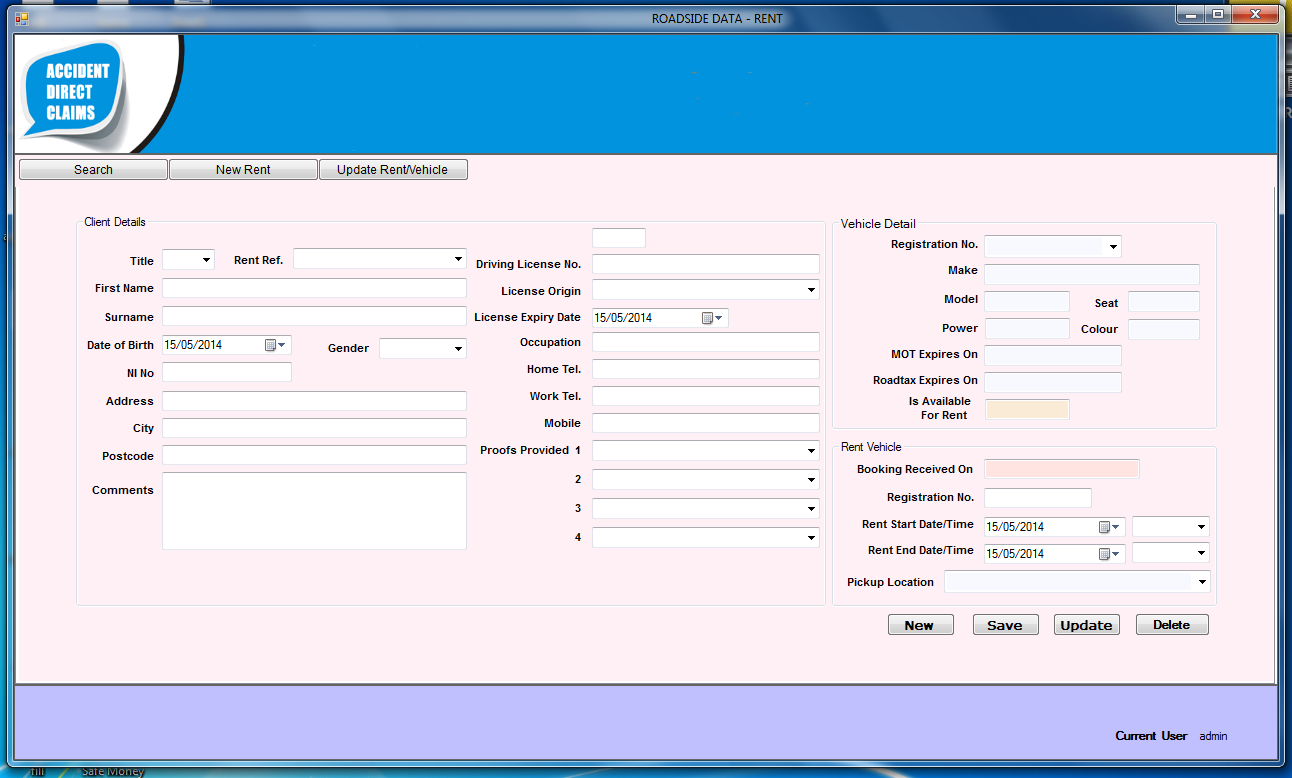 ROADSIDE DATA - RENT
ACCIDENT
DIRECT
CLAIMS
Search
New Rent
Update Rent/Vehicle
Client Details
Title
Rent Ref.
First Name
Surname
Date of Birth 15/05/2014
Gender
NI No
Address
City
Postcode
Comments
Driving License No.
License Origin
License Expiry Date 15/05/2014
Occupation
Home Tel.
Work Tel.
Mobile
Proofs Provided 1
2
3
4
Vehicle Detail
Registration No.
Make
Model
Seat
Power
Colour
MOT Expires On
Roadtax Expires On
Is Available
For Rent
Rent Vehicle
Booking Received On
Registration No.
Rent Start Date/Time 15/05/2014
Rent End Date/Time 15/05/2014
Pickup Location
New
Save
Update
Delete
Current User admin
fill
Safe Money